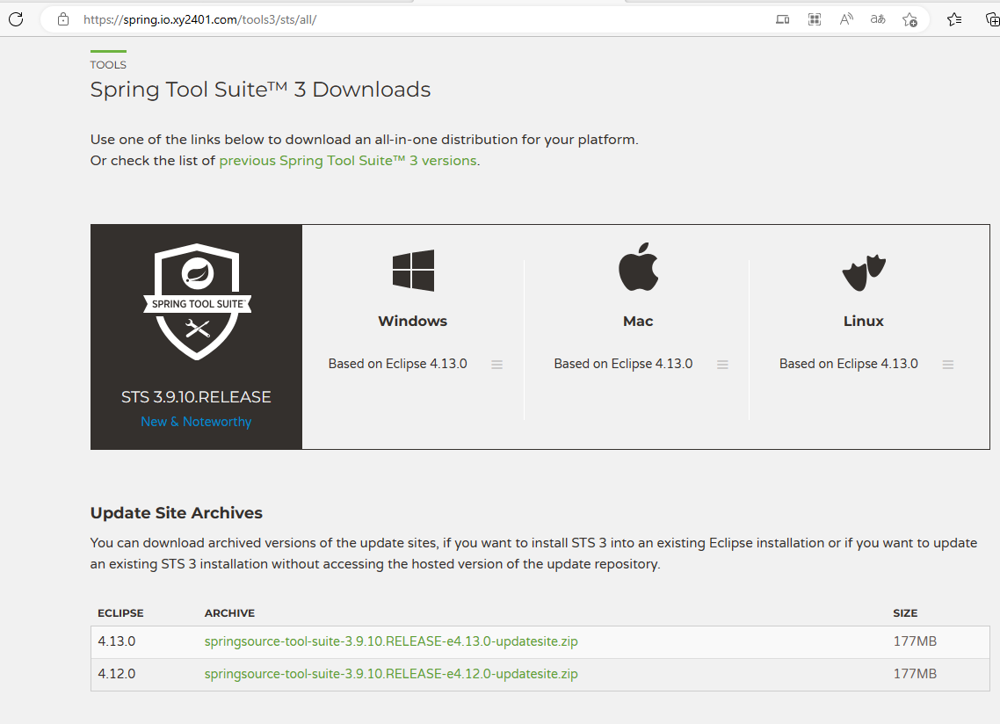 https://spring.io.xy2401.com/tools3/sts/all/
TOOLS
Spring Tool Suite™ 3 Downloads
Use one of the links below to download an all-in-one distribution for your platform.
Or check the list of previous Spring Tool Suite™ 3 versions.
SPRING TOOL SUITE
STS 3.9.10.RELEASE
New & Noteworthy
Windows
Based on Eclipse 4.13.0
Mac
Based on Eclipse 4.13.0
Linux
Based on Eclipse 4.13.0
Update Site Archives
You can download archived versions of the update sites, if you want to install STS 3 into an existing Eclipse installation or if you want to update
an existing STS 3 installation without accessing the hosted version of the update repository.
ECLIPSE ARCHIVE SIZE
4.13.0 springsource-tool-suite-3.9.10.RELEASE-e4.13.0-updatesite.zip 177MB
4.12.0 springsource-tool-suite-3.9.10.RELEASE-e4.12.0-updatesite.zip 177MB